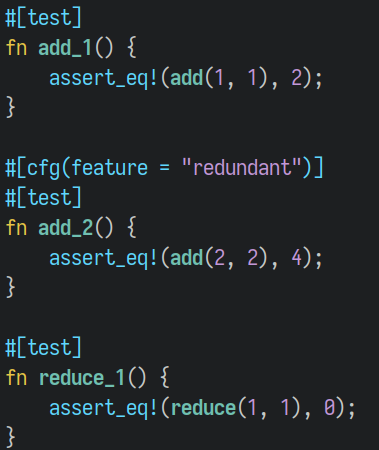 #[test]
fn add_1() {
    assert_eq!(add(1, 1), 2);
}

#[cfg(feature = "redundant")]
#[test]
fn add_2() {
    assert_eq!(add(2, 2), 4);
}

#[test]
fn reduce_1() {
    assert_eq!(reduce(1, 1), 0);
}